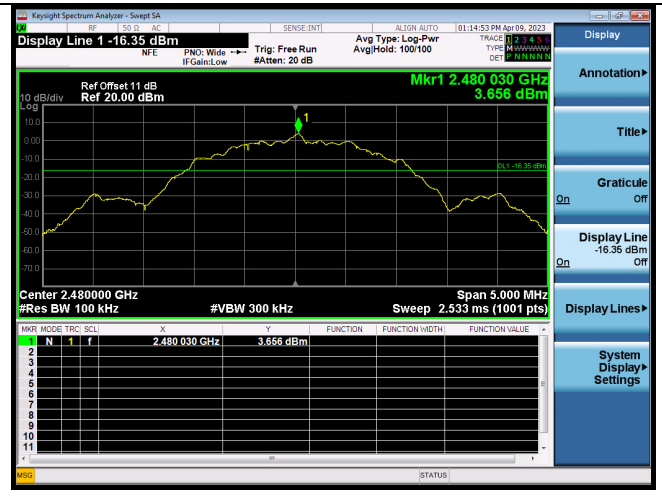 Keysight Spectrum Analyzer - Swept SA
RF 50 Ω AC SENSE:INT ALIGN AUTO 01:14:53 PM Apr 09, 2023
Display Line 1 -16.35 dBm
NFE PNO: Wide Trig: Free Run Avg Type: Log-Pwr TRACE 1 2 3 4 5 6
IFGain:Low #Atten: 20 dB Avg|Hold: 100/100 TYPE M WWWWW
DET P N N N N N
Mkr1 2.480 030 GHz
3.656 dBm
Ref Offset 11 dB
10 dB/div Ref 20.00 dBm
Log
10.0
0.00
-10.0
-20.0
-30.0
-40.0
-50.0
-60.0
-70.0
1
DL1 -16.35 dBm
Center 2.480000 GHz Span 5.000 MHz
#Res BW 100 kHz #VBW 300 kHz Sweep 2.533 ms (1001 pts)
MKR MODE TRC SCL X Y FUNCTION FUNCTION WIDTH FUNCTION VALUE
1 N 1 f 2.480 030 GHz 3.656 dBm
2
3
4
5
6
7
8
9
10
11
MSG STATUS
Display
Annotation
Title
Graticule
On Off
Display Line
-16.35 dBm
On Off
Display Lines
System
Display
Settings